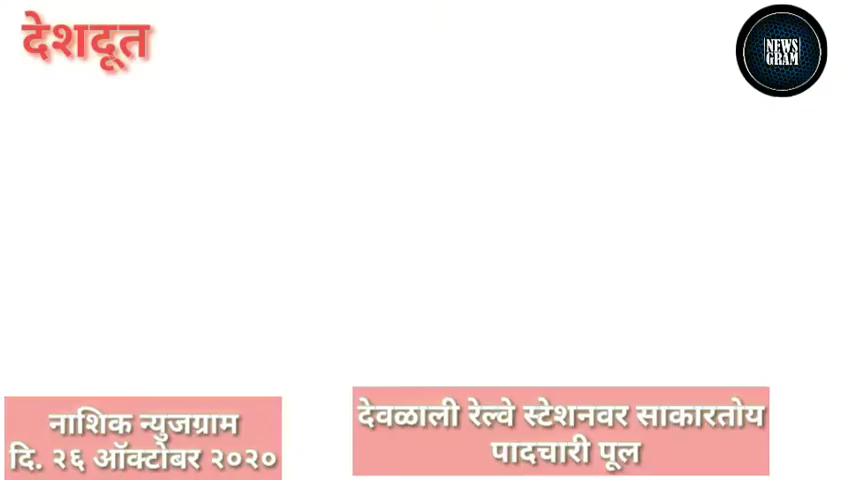 देशदूत
NEWS
GRAM
नाशिक न्युजग्राम
दि. २६ ऑक्टोबर २०२०
देवळाली रेल्वे स्टेशनवर साकारतोय
पादचारी पूल